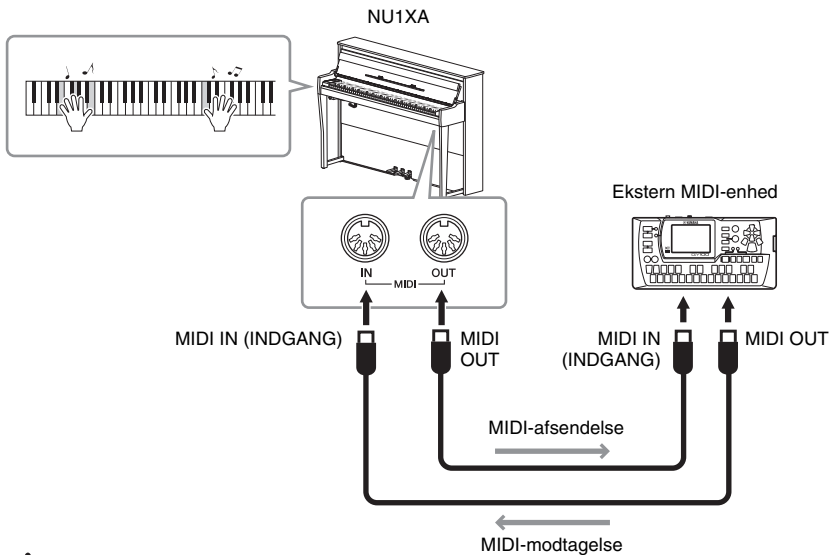 NU1XA
Ekstern MIDI-enhed
IN
OUT
MIDI
MIDI IN (INDGANG)
MIDI
OUT
MIDI IN
(INDGANG)
MIDI OUT
MIDI-afsendelse
MIDI-modtagelse